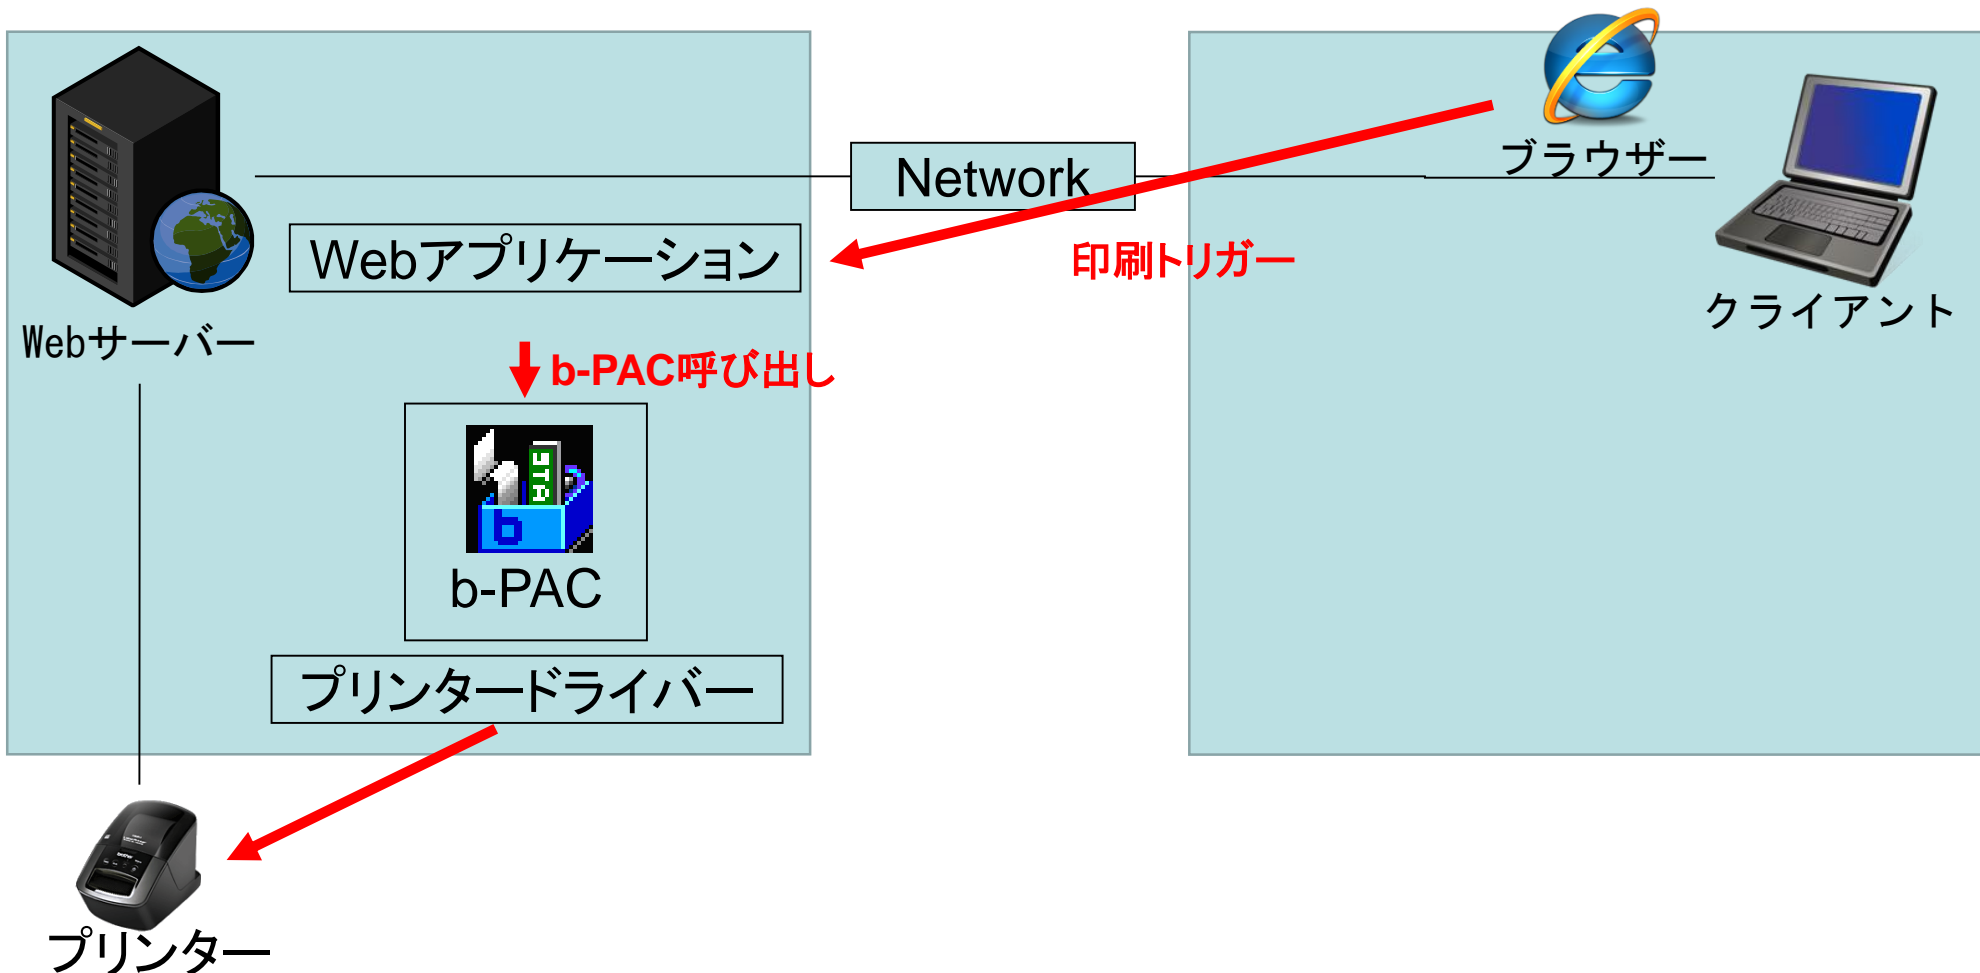 ブラウザー
Network
Webアプリケーション
印刷トリガー
クライアント
Webサーバー
b-PAC呼び出し
STA
b
b-PAC
プリンタードライバー
プリンター